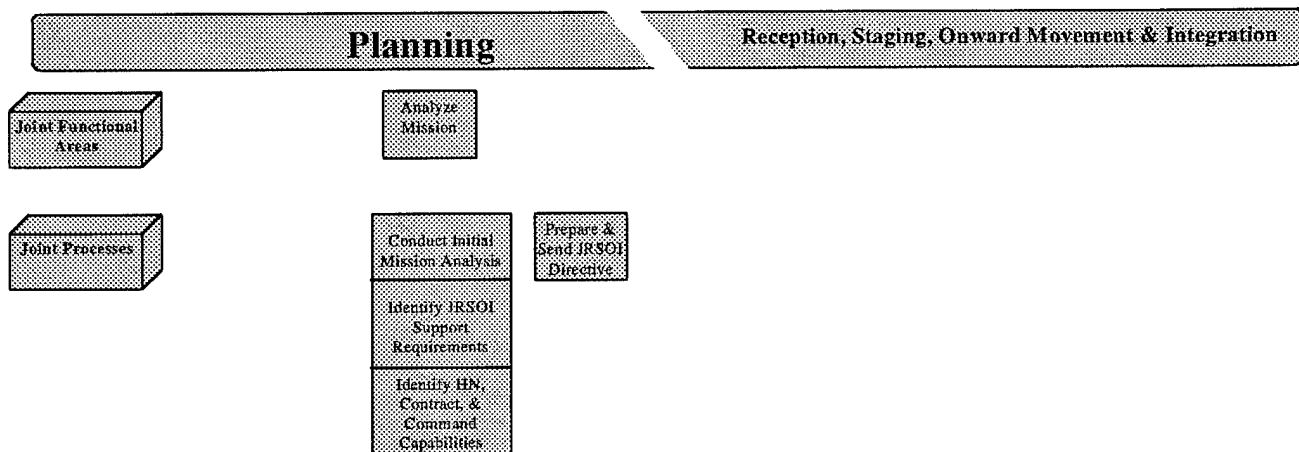 Planning
Reception, Staging, Onward Movement & Integration
Joint Functional
Areas
Analyze
Mission
Joint Processes
Conduct Initial
Mission Analysis
Prepare &
Send JRSOI
Directive
Identify JRSOI
Support
Requirements
Identify HN,
Contract, &
Command
Capabilities